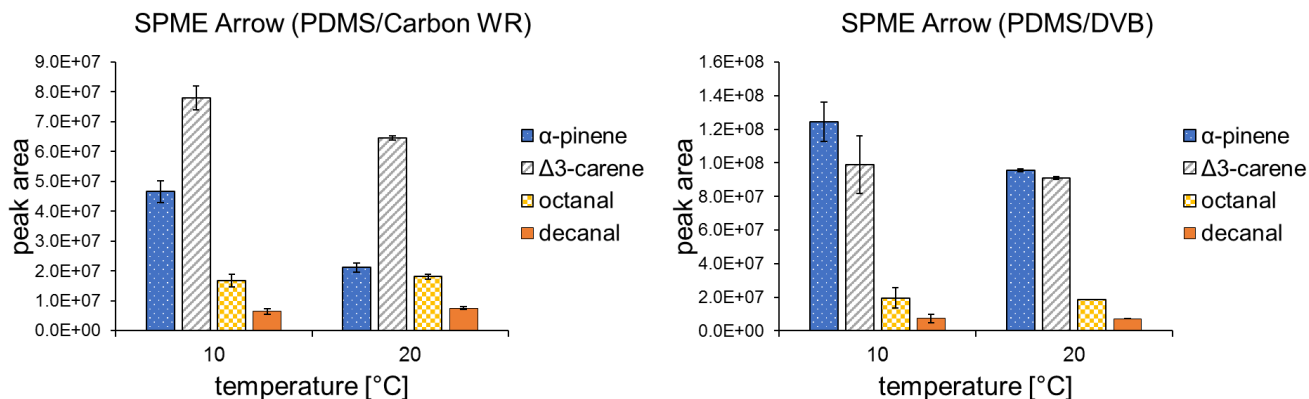 SPME Arrow (PDMS/Carbon WR)
9.0E+07
8.0E+07
7.0E+07
6.0E+07
5.0E+07
4.0E+07
3.0E+07
2.0E+07
1.0E+07
0.0E+00
peak area
10
20
temperature [°C]
α-pinene
Δ3-carene
octanal
decanal
SPME Arrow (PDMS/DVB)
1.6E+08
1.4E+08
1.2E+08
1.0E+08
8.0E+07
6.0E+07
4.0E+07
2.0E+07
0.0E+00
peak area
10
20
temperature [°C]
α-pinene
Δ3-carene
octanal
decanal